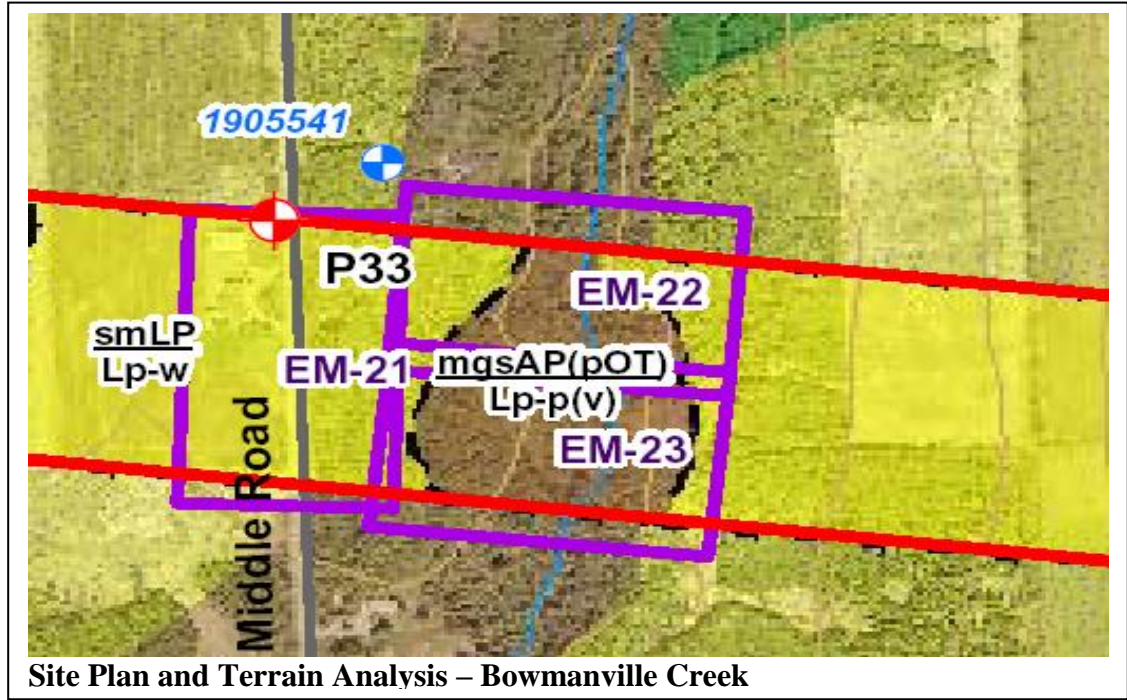 1905541
P33
EM-22
smLP
Lp-w
EM-21
mgsAP(pOT)
Lp-p(v)
EM-23
Middle Road
Site Plan and Terrain Analysis – Bowmanville Creek